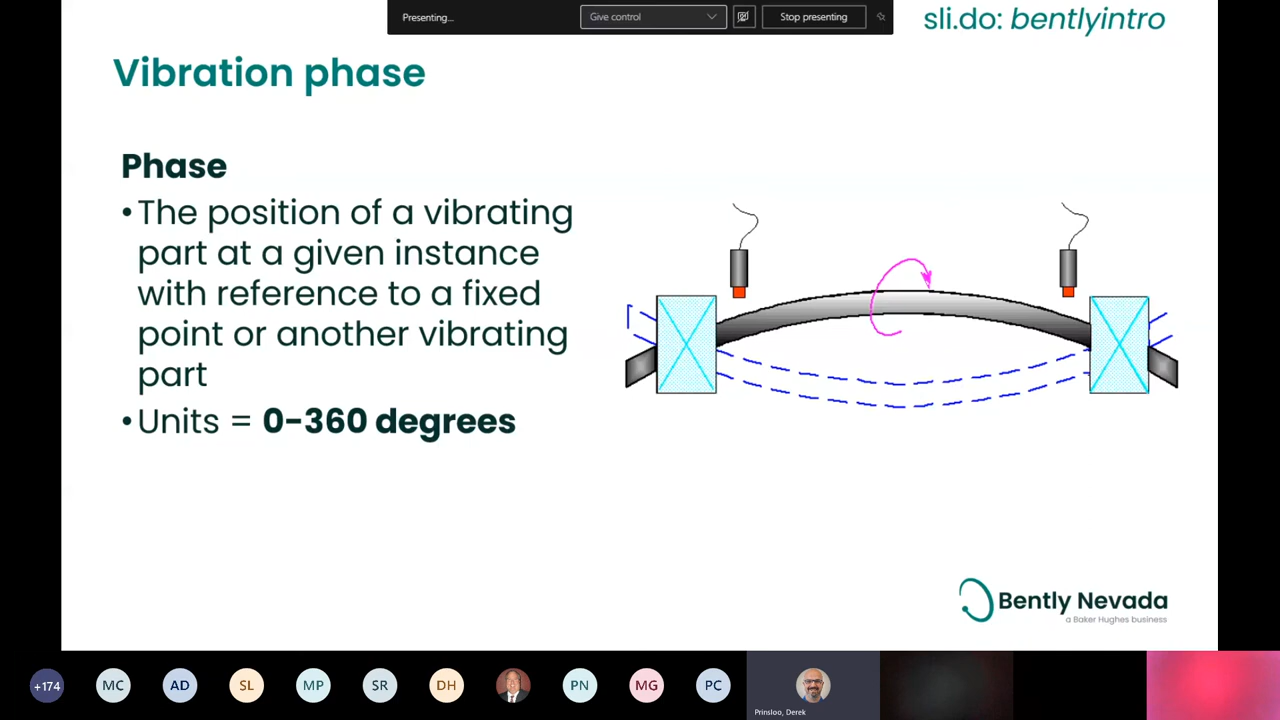 Presenting...
Give control
Stop presenting
sli.do: bentlyintro
Vibration phase
Phase
•The position of a vibrating
part at a given instance
with reference to a fixed
point or another vibrating
part
•Units = 0-360 degrees
Bently Nevada
a Baker Hughes business
+174
MC
AD
SL
MP
SR
DH
PN
MG
PC
Prinsloo, Derek